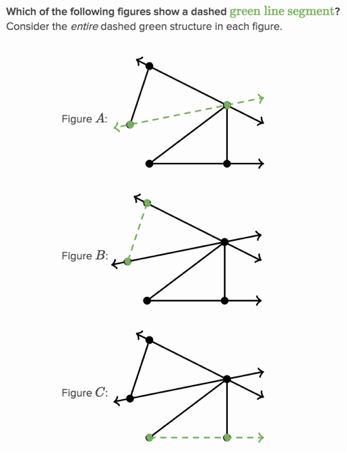 Which of the following figures show a dashed green line segment?
Consider the entire dashed green structure in each figure.
Figure A:
Figure B:
Figure C: